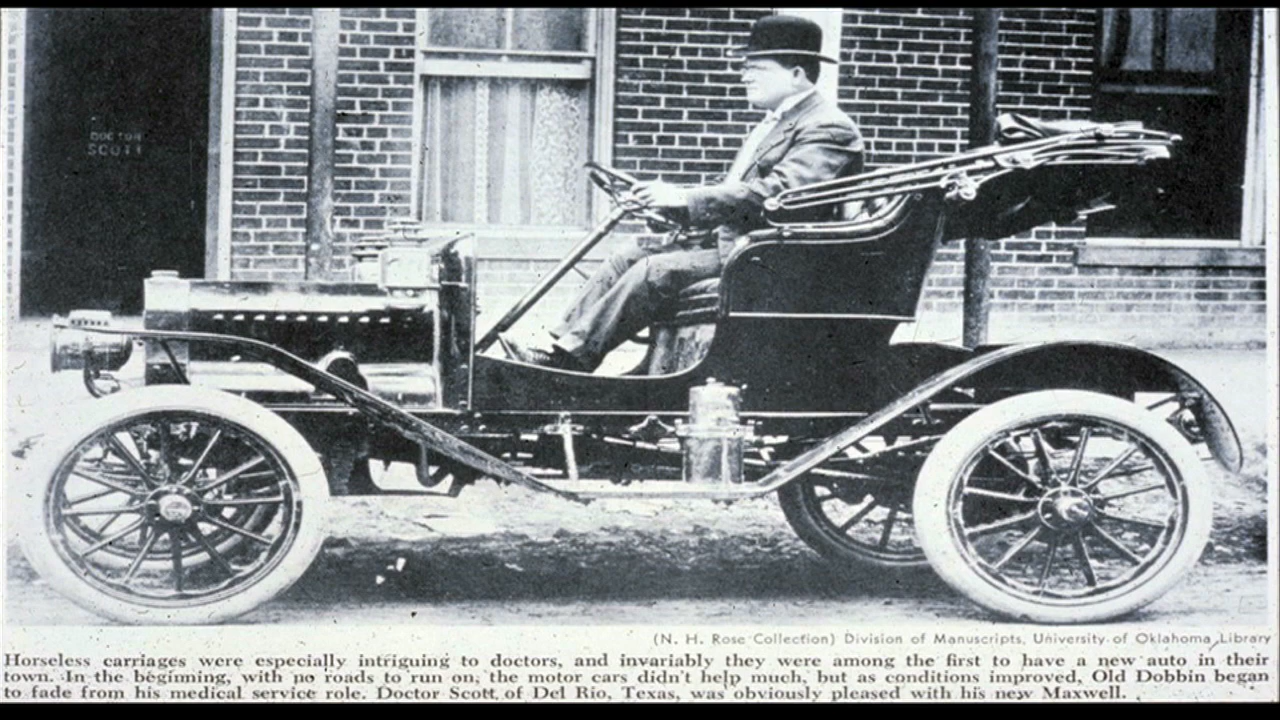 DOCTOR
SCOTT
(N. H. Rose Collection) Division of Manuscripts, University of Oklahoma Library
Horseless carriages were especially intriguing to doctors, and invariably they were among the first to have a new auto in their
town. In the beginning, with no roads to run on, the motor cars didn't help much, but as conditions improved, Old Dobbin began
to fade from his medical service role. Doctor Scott of Del Rio, Texas, was obviously pleased with his new Maxwell.